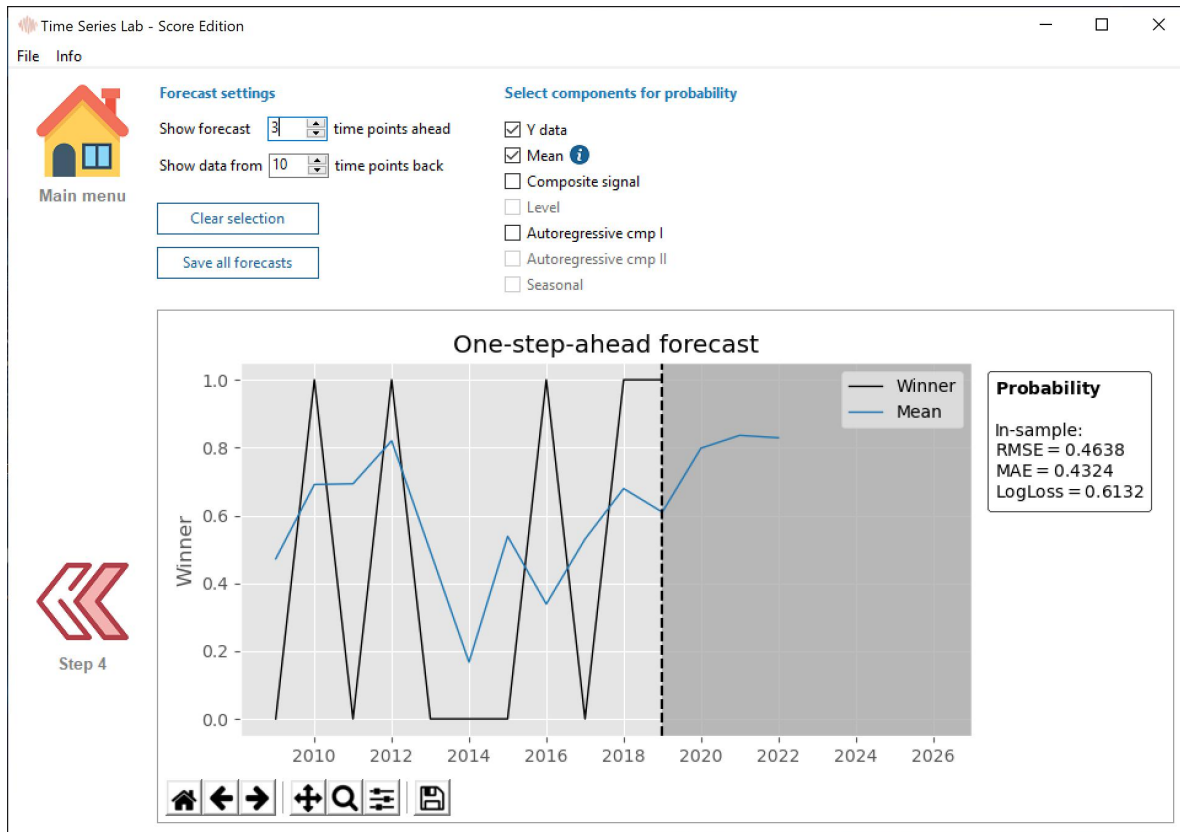 Time Series Lab - Score Edition
File Info
Main menu
Forecast settings
Show forecast 3 time points ahead
Show data from 10 time points back
Clear selection
Save all forecasts
Select components for probability
Y data
Mean i
Composite signal
Level
Autoregressive cmp I
Autoregressive cmp II
Seasonal
Step 4
One-step-ahead forecast
Winner
1.0
0.8
0.6
0.4
0.2
0.0
2010 2012 2014 2016 2018 2020 2022 2024 2026
Winner
Mean
Probability
In-sample:
RMSE = 0.4638
MAE = 0.4324
LogLoss = 0.6132